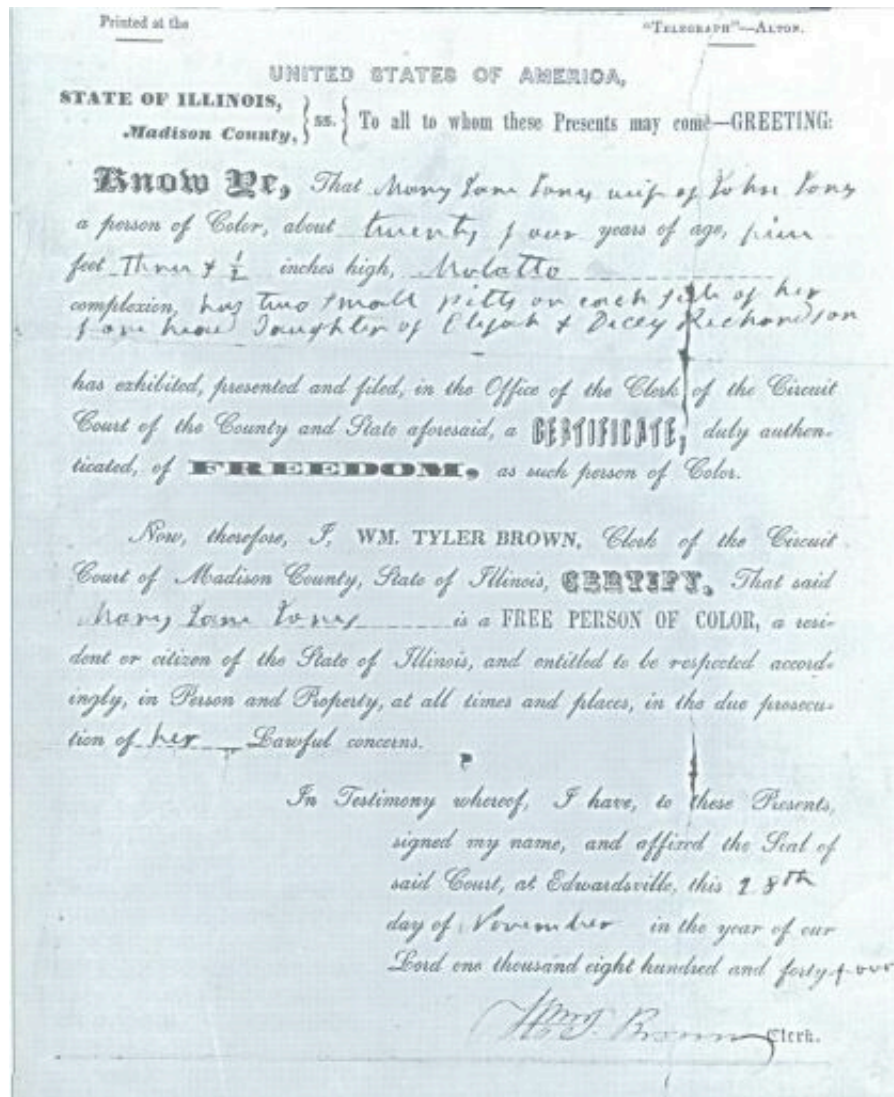 Printed at the "TELEGRAPH"—ALTON.
UNITED STATES OF AMERICA,
STATE OF ILLINOIS,
Madison County, } ss. { To all to whom these Presents may come—GREETING:
Know Ye, That Mary Jane Jones wife of John Jones
a person of Color, about twenty four years of age, five
feet Three & 1/2 inches high, Molatto
complexion, has two small pitts on each side of her
fore head Daughter of Elijah & Dicey Richardson
has exhibited, presented and filed, in the Office of the Clerk of the Circuit
Court of the County and State aforesaid, a CERTIFICATE, duly authen-
ticated, of FREEDOM, as such person of Color.
Now, therefore, I, WM. TYLER BROWN, Clerk of the Circuit
Court of Madison County, State of Illinois, CERTIFY, That said
Mary Jane Jones is a FREE PERSON OF COLOR, a resi-
dent or citizen of the State of Illinois, and entitled to be respected accord-
ingly, in Person and Property, at all times and places, in the due prosecu-
tion of her Lawful concerns.
In Testimony whereof, I have, to these Presents,
signed my name, and affixed the Seal of
said Court, at Edwardsville, this 28th
day of November in the year of our
Lord one thousand eight hundred and forty-four
Wm. T. Brown Clerk.